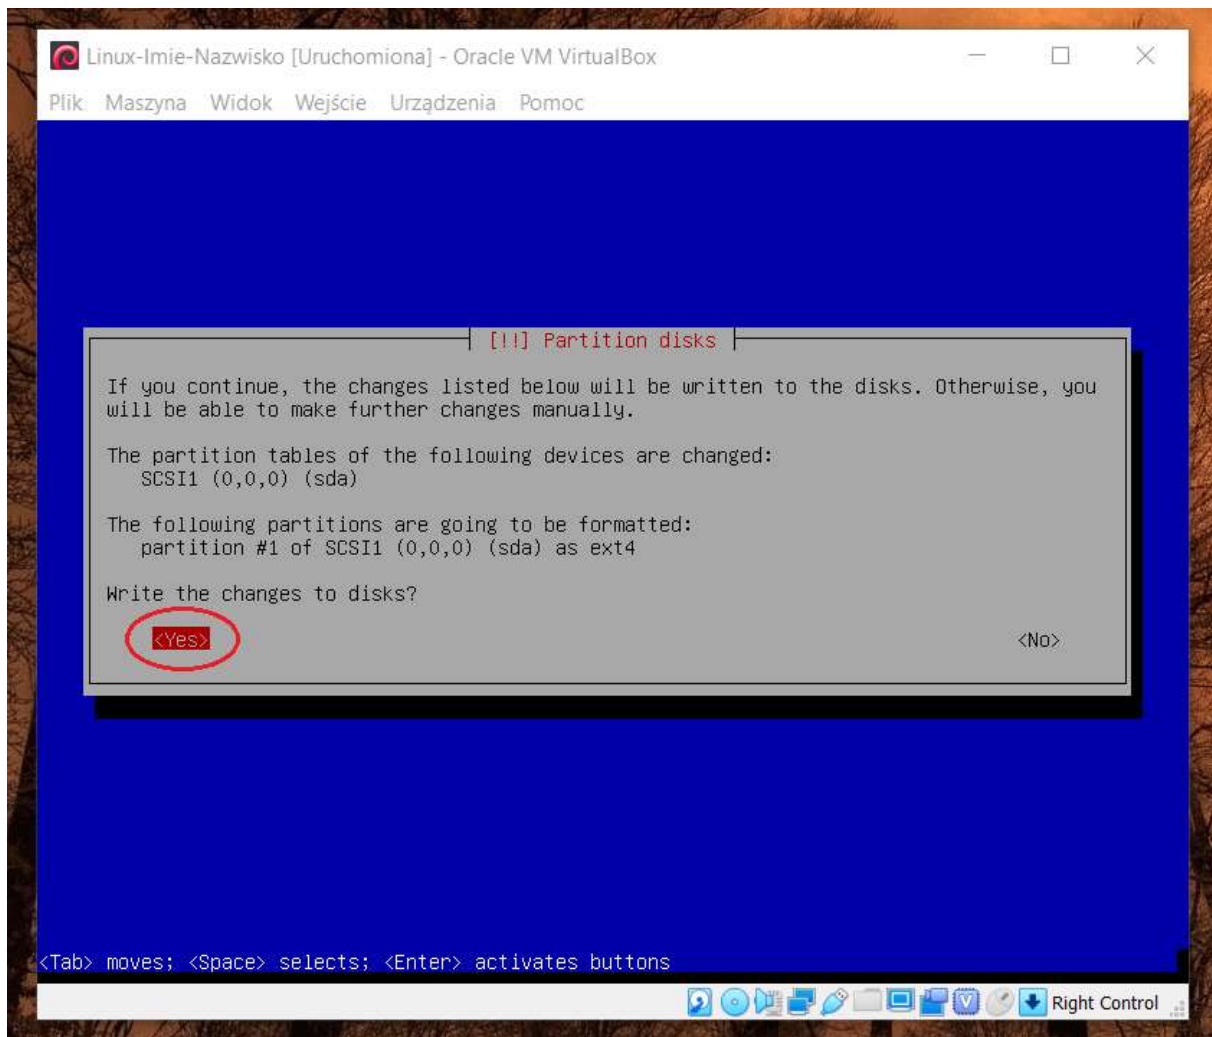 Linux-Imie-Nazwisko [Uruchomiona] - Oracle VM VirtualBox
Plik Maszyna Widok Wejście Urządzenia Pomoc
[!!] Partition disks
If you continue, the changes listed below will be written to the disks. Otherwise, you
will be able to make further changes manually.
The partition tables of the following devices are changed:
SCSI1 (0,0,0) (sda)
The following partitions are going to be formatted:
partition #1 of SCSI1 (0,0,0) (sda) as ext4
Write the changes to disks?
<Yes> <No>
<Tab> moves; <Space> selects; <Enter> activates buttons
Right Control